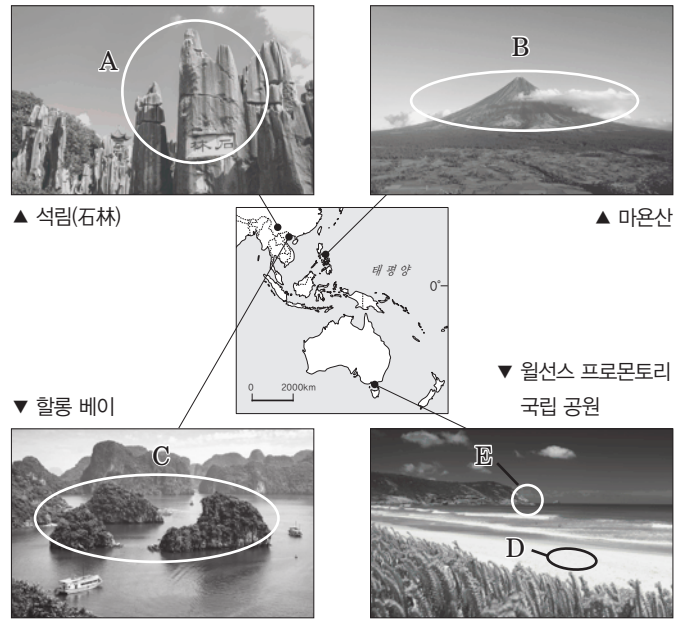 A
B
▲ 석림(石林)
▲ 마욘산
태평양
0°
0 2000km
▼ 할롱 베이
▼ 윌선스 프로몬토리
국립 공원
C
E
D